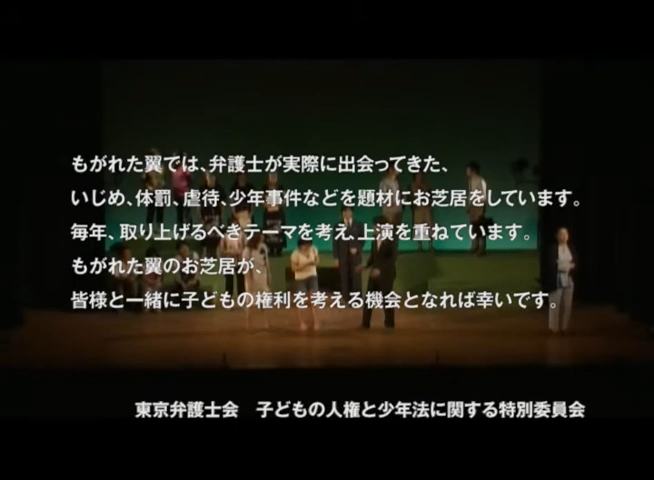 もがれた翼では、弁護士が実際に出会ってきた、
いじめ、体罰、虐待、少年事件などを題材にお芝居をしています。
毎年、取り上げるべきテーマを考え、上演を重ねています。
もがれた翼のお芝居が、
皆様と一緒に子どもの権利を考える機会となれば幸いです。
東京弁護士会　子どもの人権と少年法に関する特別委員会